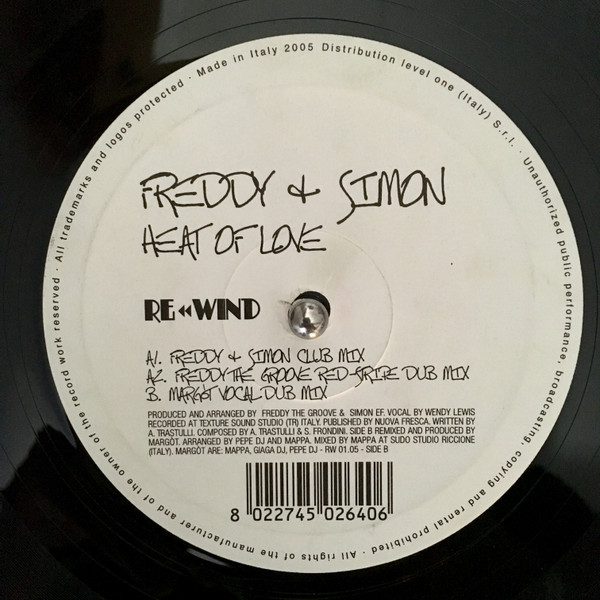 FREDDY & SIMON
HEAT OF LOVE
RE WIND
A1. FREDDY & SIMON CLUB MIX
A2. FREDDY THE GROOVE RED-SPIRE DUB MIX
B. MARGOT VOCAL DUB MIX
PRODUCED AND ARRANGED BY FREDDY THE GROOVE & SIMON EF. VOCAL BY WENDY LEWIS
RECORDED AT TEXTURE SOUND STUDIO (TR) ITALY. PUBLISHED BY NUOVA FRESCA. WRITTEN BY
A. TRASTULLI. COMPOSED BY A. TRASTULLI & S. FRONDINI. SIDE B REMIXED AND PRODUCED BY
MARGÒT. ARRANGED BY PEPE DJ AND MAPPA. MIXED BY MAPPA AT SUDO STUDIO RICCIONE
(ITALY). MARGÒT ARE: MAPPA, GIAGA DJ, PEPE DJ - RW 01.05 - SIDE B
8 022745 026406
· All rights of the manufacturer and of the owner of the record work reserved · All trademarks and logos protected · Made in Italy 2005 Distribution level one (Italy) S.r.l. · Unauthorized public performance, broadcasting, copying and rental prohibited